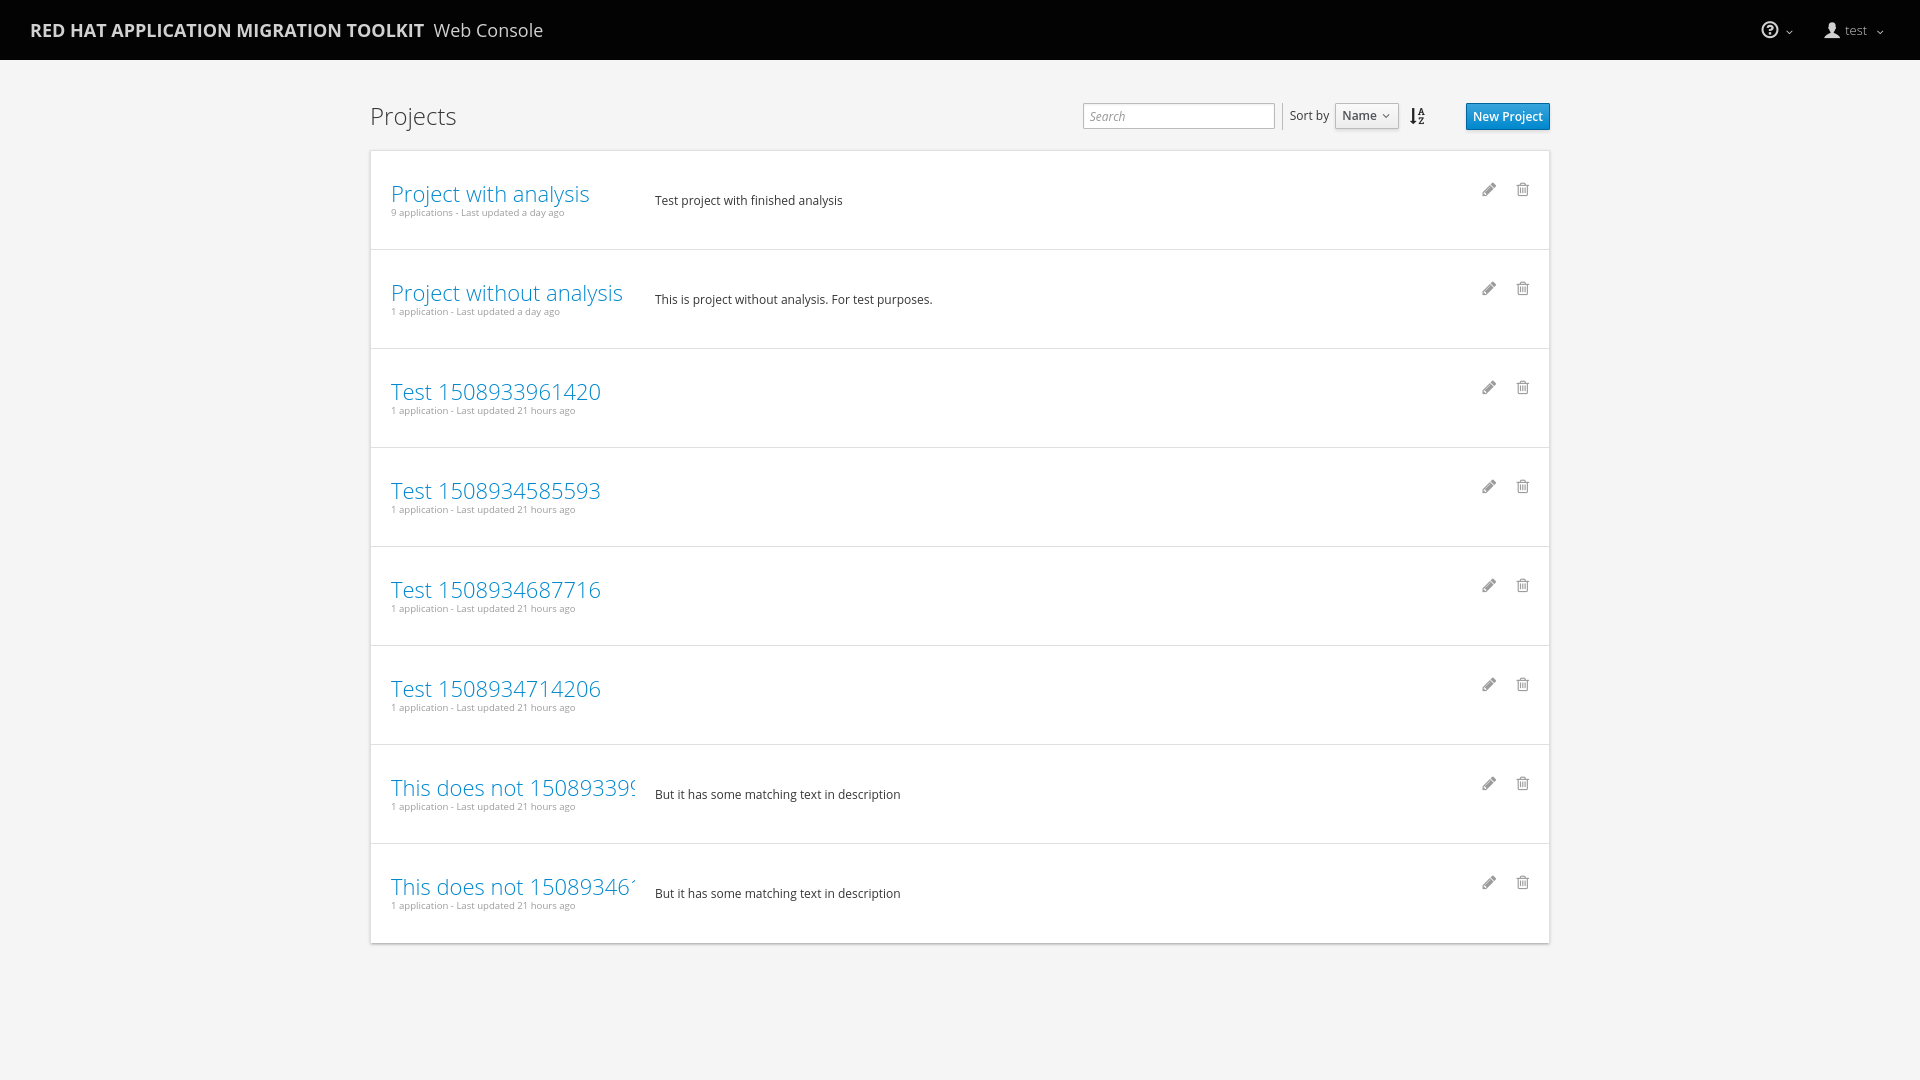 RED HAT APPLICATION MIGRATION TOOLKIT Web Console
test
Projects
Search
Sort by
Name
New Project
Project with analysis
9 applications - Last updated a day ago
Test project with finished analysis
Project without analysis
1 application - Last updated a day ago
This is project without analysis. For test purposes.
Test 1508933961420
1 application - Last updated 21 hours ago
Test 1508934585593
1 application - Last updated 21 hours ago
Test 1508934687716
1 application - Last updated 21 hours ago
Test 1508934714206
1 application - Last updated 21 hours ago
This does not 150893399
1 application - Last updated 21 hours ago
But it has some matching text in description
This does not 150893461
1 application - Last updated 21 hours ago
But it has some matching text in description